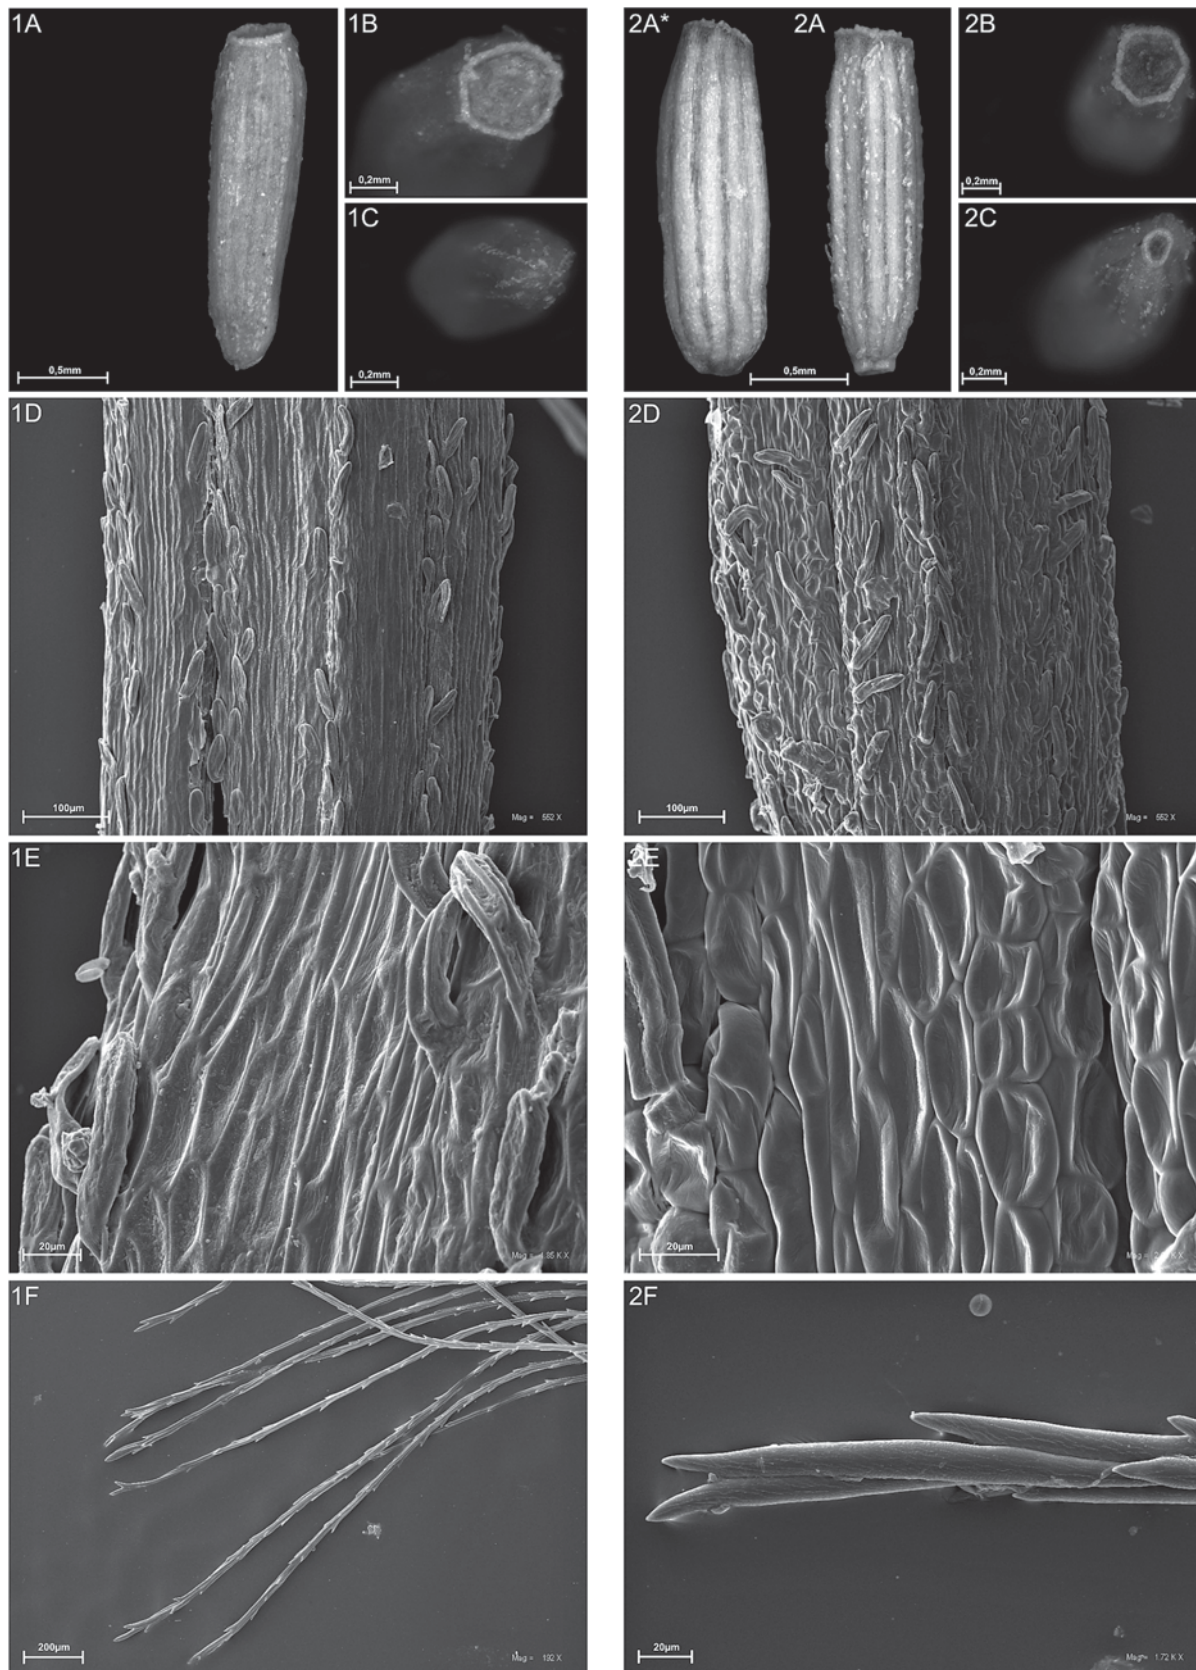 1A
1B
2A*
2A
2B
0,2mm
0,2mm
1C
2C
0,5mm
0,2mm
0,5mm
0,2mm
1D
2D
100µm
Mag = 552 X
100µm
Mag = 552 X
1E
2E
20µm
Mag =
20µm
Mag =
1F
2F
200µm
Mag = 192 X
20µm
Mag = 1.72 K X